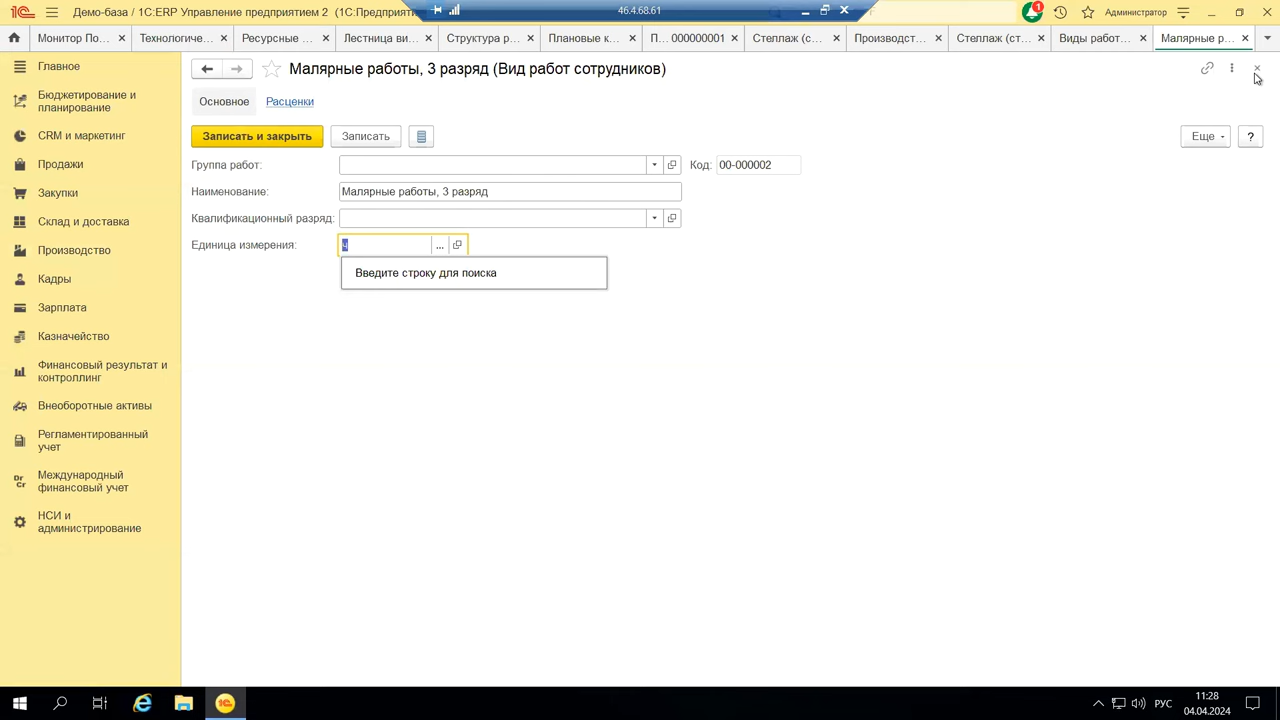 Демо-база / 1С:ERP Управление предприятием 2 (1С:Предприяти...
46.4.68.61
1
Администратор
Монитор По...
Технологиче...
Ресурсные ...
Лестница ви...
Структура р...
Плановые к...
П... 000000001
Стеллаж (с...
Производст...
Стеллаж (ст...
Виды работ...
Малярные р...
Главное
Бюджетирование и
планирование
CRM и маркетинг
Продажи
Закупки
Склад и доставка
Производство
Кадры
Зарплата
Казначейство
Финансовый результат и
контроллинг
Внеоборотные активы
Регламентированный
учет
Dr
Cr
Международный
финансовый учет
НСИ и
администрирование
Малярные работы, 3 разряд (Вид работ сотрудников)
Основное
Расценки
Записать и закрыть
Записать
Еще
?
Группа работ:
Код: 00-000002
Наименование: Малярные работы, 3 разряд
Квалификационный разряд:
Единица измерения: ч
...
Введите строку для поиска
РУС
11:28
04.04.2024